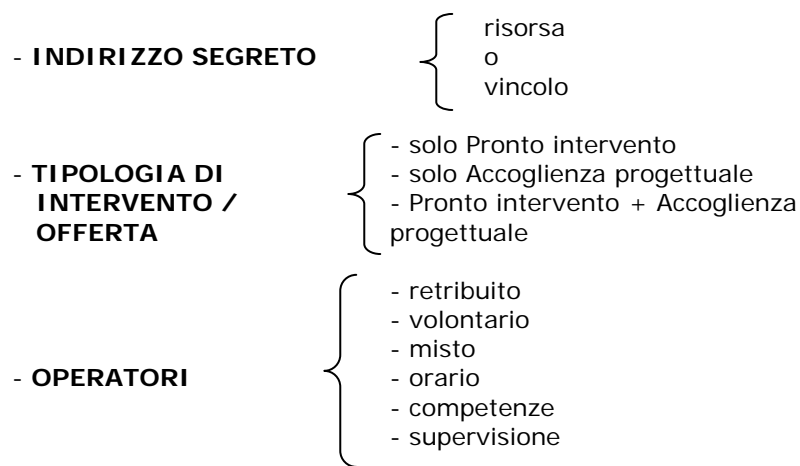 - INDIRIZZO SEGRETO
risorsa
o
vincolo
- TIPOLOGIA DI
INTERVENTO /
OFFERTA
- solo Pronto intervento
- solo Accoglienza progettuale
- Pronto intervento + Accoglienza
progettuale
- OPERATORI
- retribuito
- volontario
- misto
- orario
- competenze
- supervisione